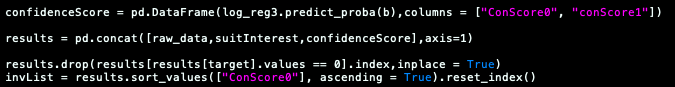 confidenceScore = pd.DataFrame(log_reg3.predict_proba(b),columns = ["ConScore0", "conScore1"])
results = pd.concat([raw_data,suitInterest,confidenceScore],axis=1)
results.drop(results[results[target].values == 0].index,inplace = True)
invList = results.sort_values(["ConScore0"], ascending = True).reset_index()